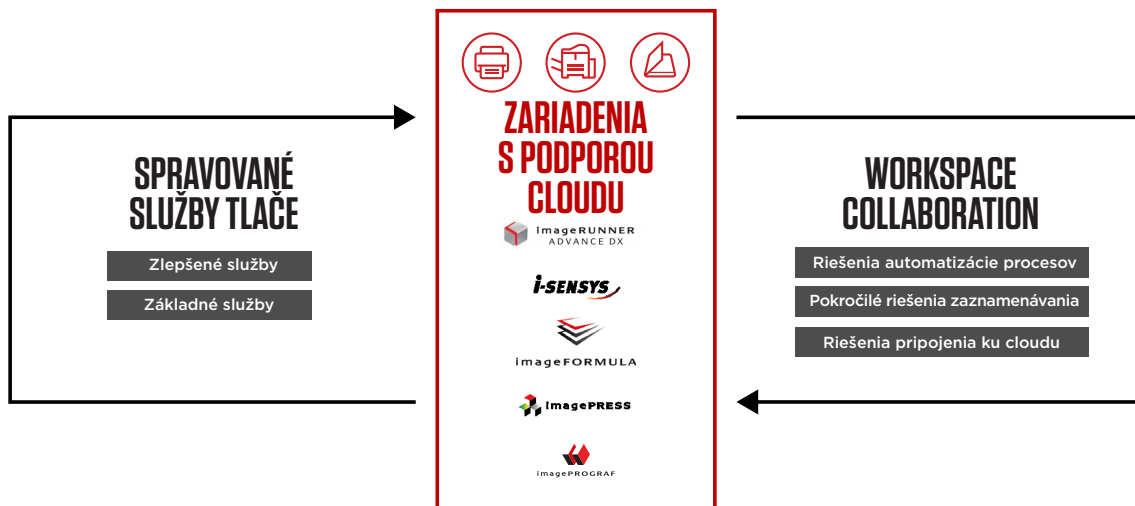 SPRAVOVANÉ
SLUŽBY TLAČE
Zlepšené služby
Základné služby
ZARIADENIA
S PODPOROU
CLOUDU
imageRUNNER
ADVANCE DX
i-SENSYS
imageFORMULA
imagePRESS
imagePROGRAF
WORKSPACE
COLLABORATION
Riešenia automatizácie procesov
Pokročilé riešenia zaznamenávania
Riešenia pripojenia ku cloudu